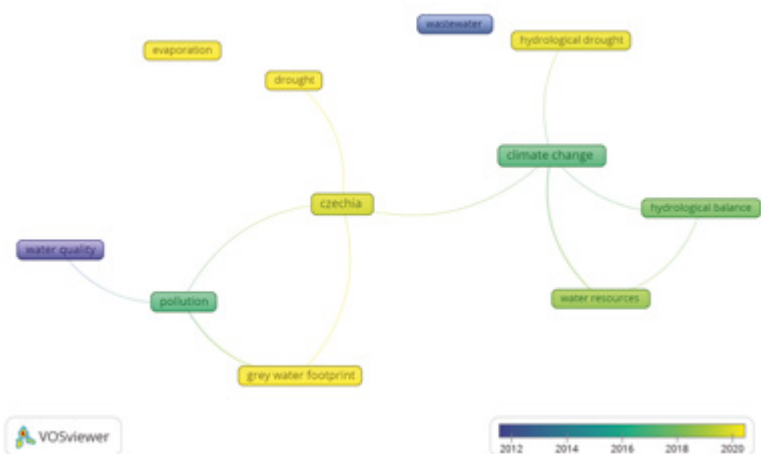 wastewater
hydrological drought
evaporation
drought
climate change
czechia
hydrological balance
water quality
pollution
water resources
grey water footprint
VOSviewer
2012 2014 2016 2018 2020